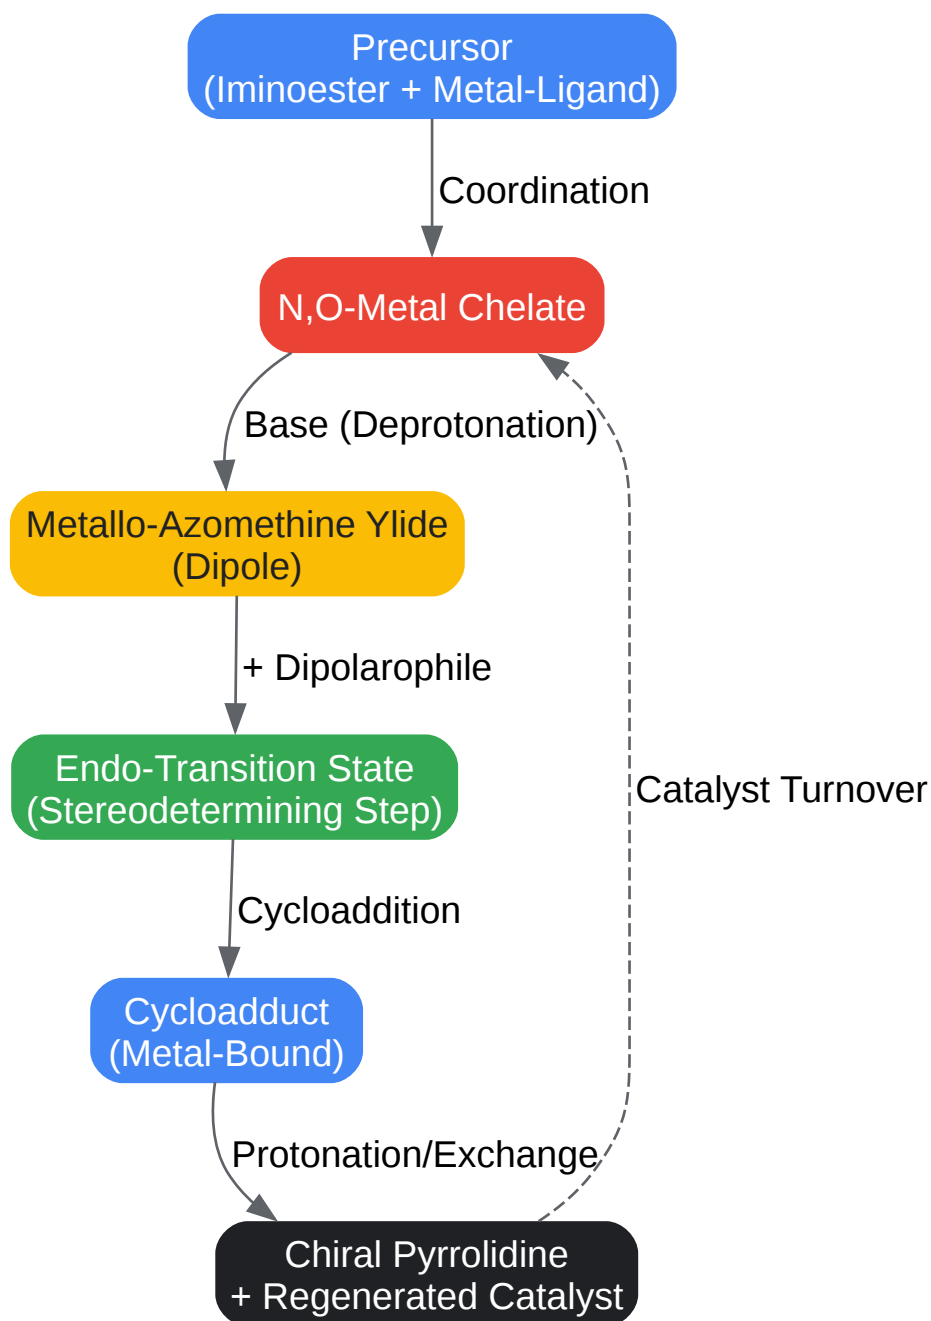 Precursor
(Iminoester + Metal-Ligand)
Coordination
N,O-Metal Chelate
Base (Deprotonation)
Metallo-Azomethine Ylide
(Dipole)
+ Dipolarophile
Endo-Transition State
(Stereodetermining Step)
Catalyst Turnover
Cycloaddition
Cycloadduct
(Metal-Bound)
Protonation/Exchange
Chiral Pyrrolidine
+ Regenerated Catalyst